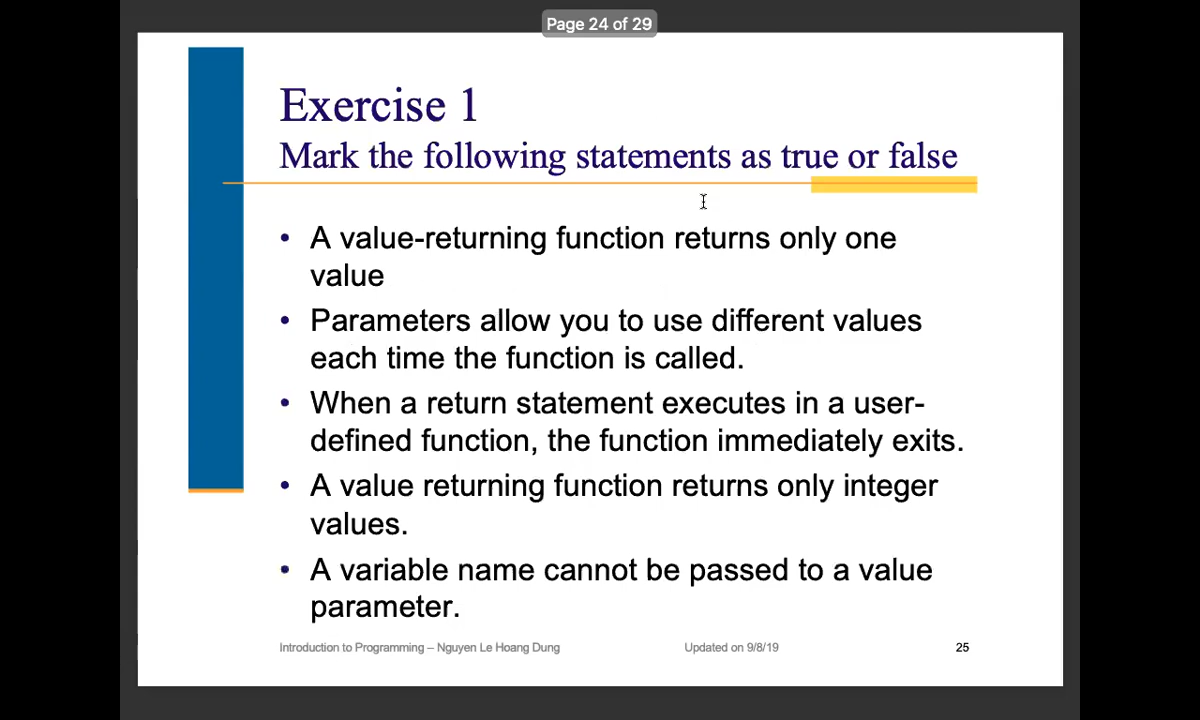 Page 24 of 29
Exercise 1
Mark the following statements as true or false
• A value-returning function returns only one
value
• Parameters allow you to use different values
each time the function is called.
• When a return statement executes in a user-
defined function, the function immediately exits.
• A value returning function returns only integer
values.
• A variable name cannot be passed to a value
parameter.
Introduction to Programming – Nguyen Le Hoang Dung
Updated on 9/8/19
25